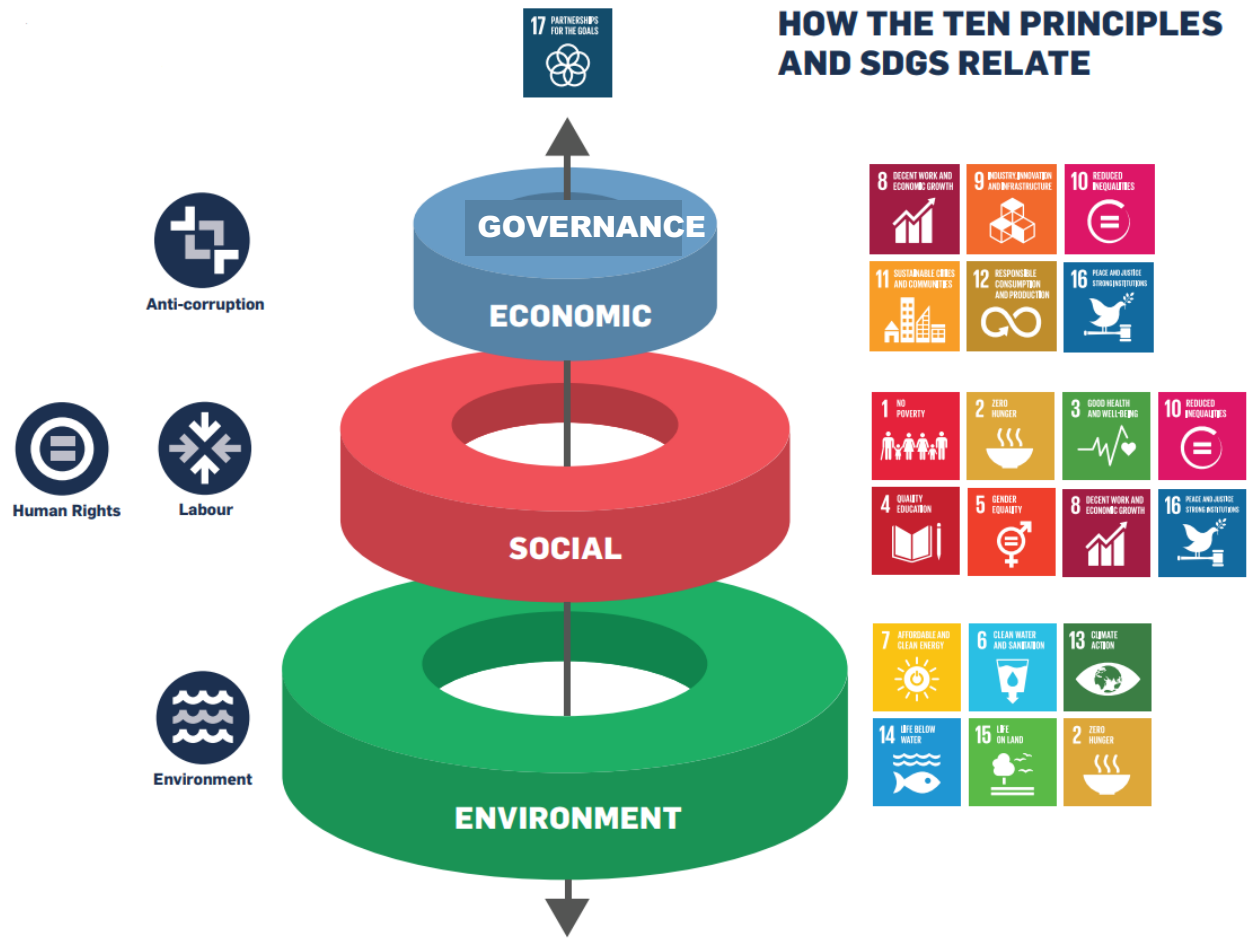 17 PARTNERSHIPS
FOR THE GOALS
HOW THE TEN PRINCIPLES
AND SDGS RELATE
GOVERNANCE
ECONOMIC
Anti-corruption
8 DECENT WORK AND
ECONOMIC GROWTH
9 INDUSTRY, INNOVATION
AND INFRASTRUCTURE
10 REDUCED
INEQUALITIES
11 SUSTAINABLE CITIES
AND COMMUNITIES
12 RESPONSIBLE
CONSUMPTION
AND PRODUCTION
16 PEACE AND JUSTICE
STRONG INSTITUTIONS
Human Rights
Labour
SOCIAL
1 NO
POVERTY
2 ZERO
HUNGER
3 GOOD HEALTH
AND WELL-BEING
10 REDUCED
INEQUALITIES
4 QUALITY
EDUCATION
5 GENDER
EQUALITY
8 DECENT WORK AND
ECONOMIC GROWTH
16 PEACE AND JUSTICE
STRONG INSTITUTIONS
Environment
ENVIRONMENT
7 AFFORDABLE AND
CLEAN ENERGY
6 CLEAN WATER
AND SANITATION
13 CLIMATE
ACTION
14 LIFE BELOW
WATER
15 LIFE
ON LAND
2 ZERO
HUNGER